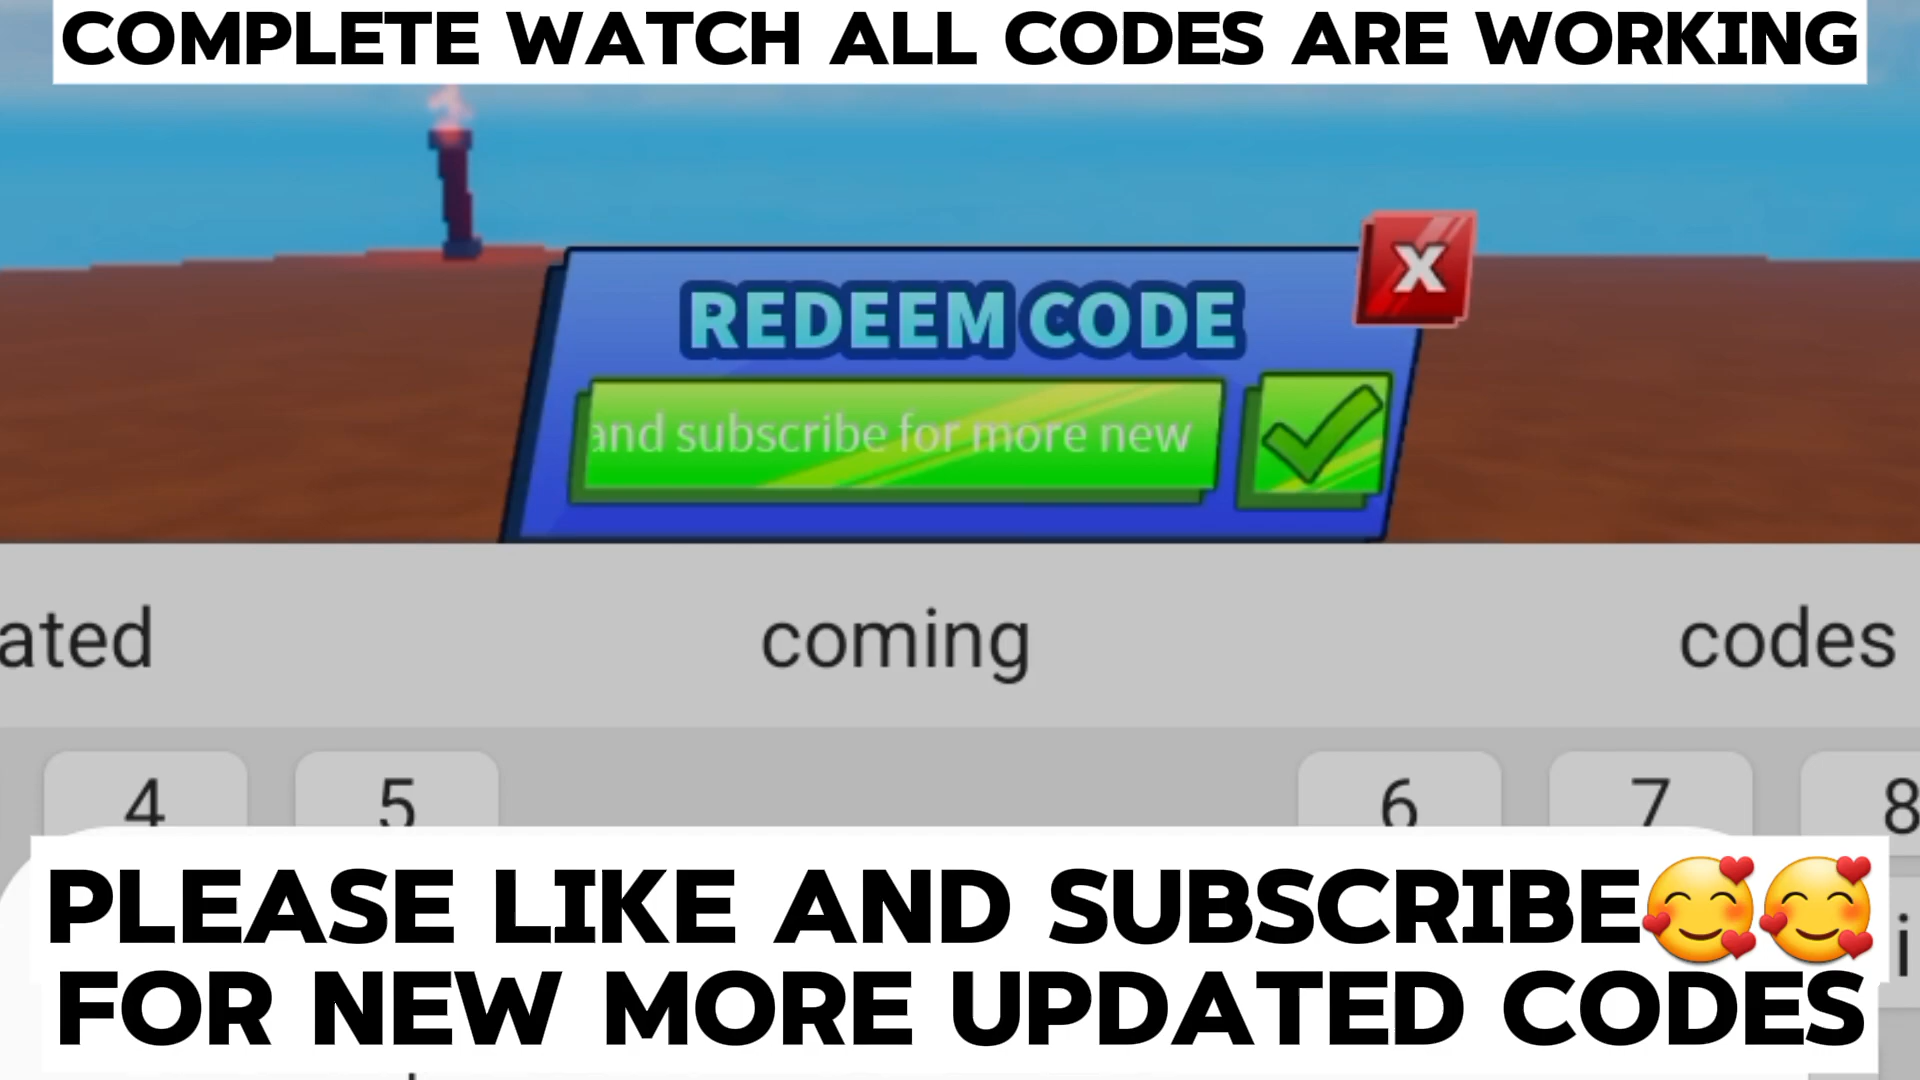 COMPLETE WATCH ALL CODES ARE WORKING
X
REDEEM CODE
and subscribe for more new
ated coming codes
4 5 6 7 8
PLEASE LIKE AND SUBSCRIBE🥰🥰
i
FOR NEW MORE UPDATED CODES